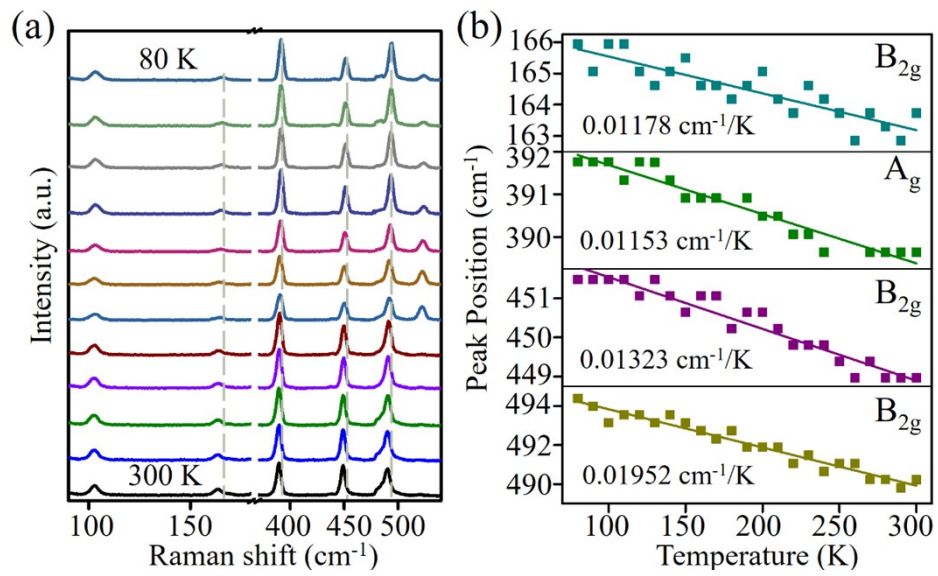 (a)
80 K
300 K
Intensity (a.u.)
100
150
400
450
500
Raman shift (cm⁻¹)
(b)
Peak Position (cm⁻¹)
166
165
164
163
B₂g
0.01178 cm⁻¹/K
392
391
390
Ag
0.01153 cm⁻¹/K
451
450
449
B₂g
0.01323 cm⁻¹/K
494
492
490
B₂g
0.01952 cm⁻¹/K
100
150
200
250
300
Temperature (K)